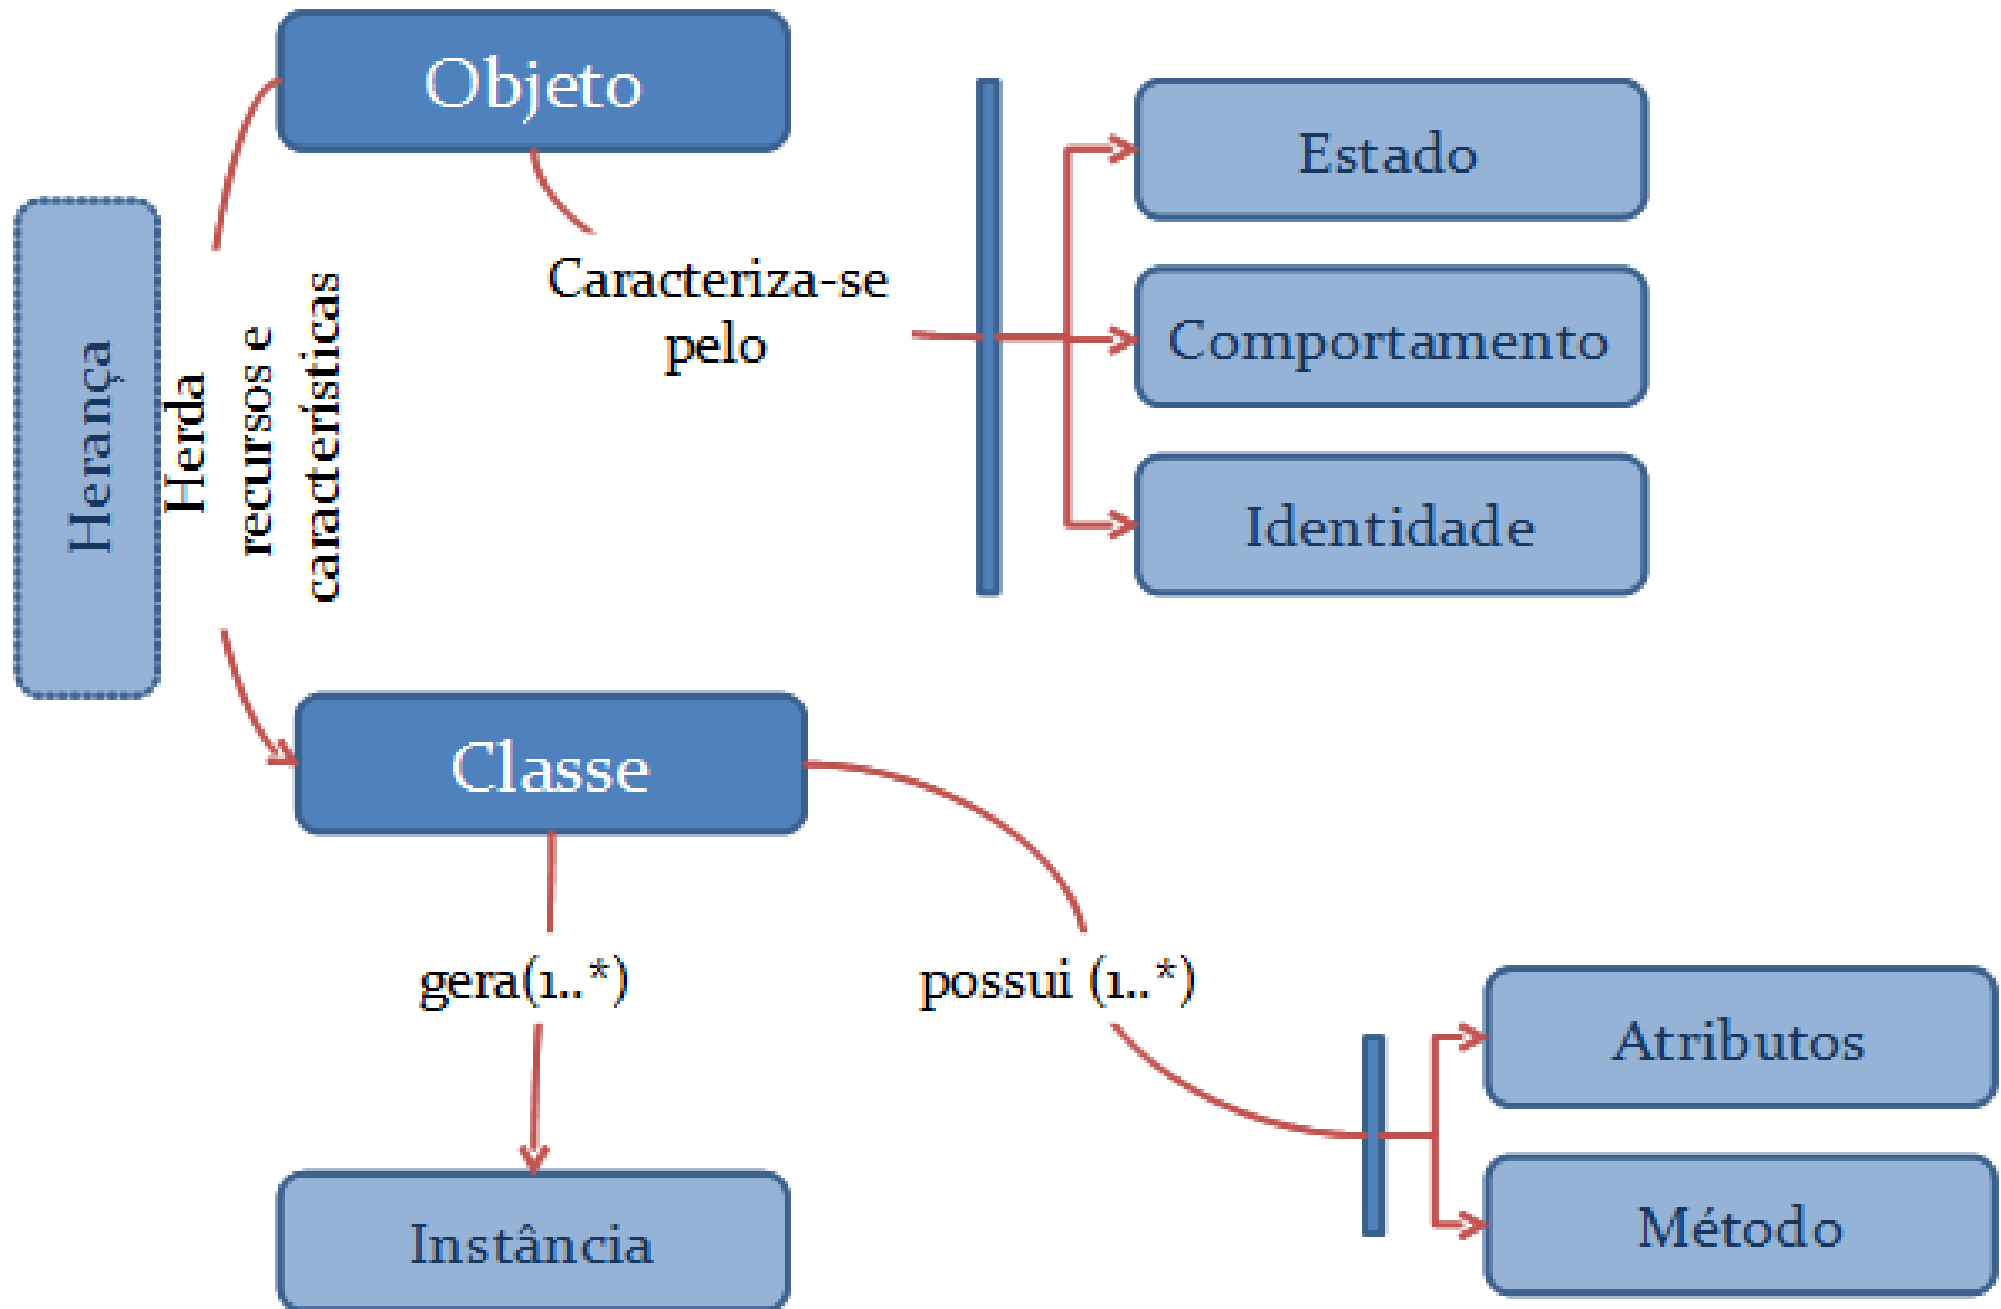 Objeto
Estado
Caracteriza-se
pelo
Comportamento
Identidade
Herança
Herda
recursos e
características
Classe
gera(1..*)
possui (1..*)
Atributos
Método
Instância